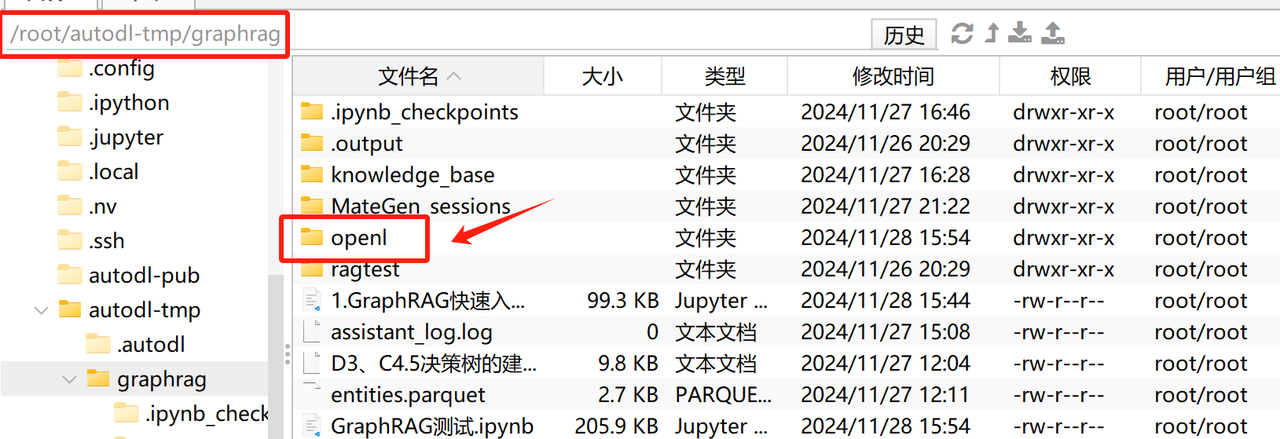 /root/autodl-tmp/graphrag
历史
.config
.ipython
.jupyter
.local
.nv
.ssh
autodl-pub
autodl-tmp
.autodl
graphrag
.ipynb_check
文件名 大小 类型 修改时间 权限 用户/用户组
.ipynb_checkpoints 文件夹 2024/11/27 16:46 drwxr-xr-x root/root
.output 文件夹 2024/11/26 20:29 drwxr-xr-x root/root
knowledge_base 文件夹 2024/11/27 16:28 drwxr-xr-x root/root
MateGen_sessions 文件夹 2024/11/27 21:22 drwxr-xr-x root/root
openl 文件夹 2024/11/28 15:54 drwxr-xr-x root/root
ragtest 文件夹 2024/11/26 20:29 drwxr-xr-x root/root
1.GraphRAG快速入... 99.3 KB Jupyter ... 2024/11/28 15:44 -rw-r--r-- root/root
assistant_log.log 0 文本文档 2024/11/27 15:08 -rw-r--r-- root/root
D3、C4.5决策树的建... 9.8 KB 文本文档 2024/11/27 12:04 -rw-r--r-- root/root
entities.parquet 2.7 KB PARQUE... 2024/11/27 12:11 -rw-r--r-- root/root
GraphRAG测试.ipynb 205.9 KB Jupyter ... 2024/11/28 15:54 -rw-r--r-- root/root